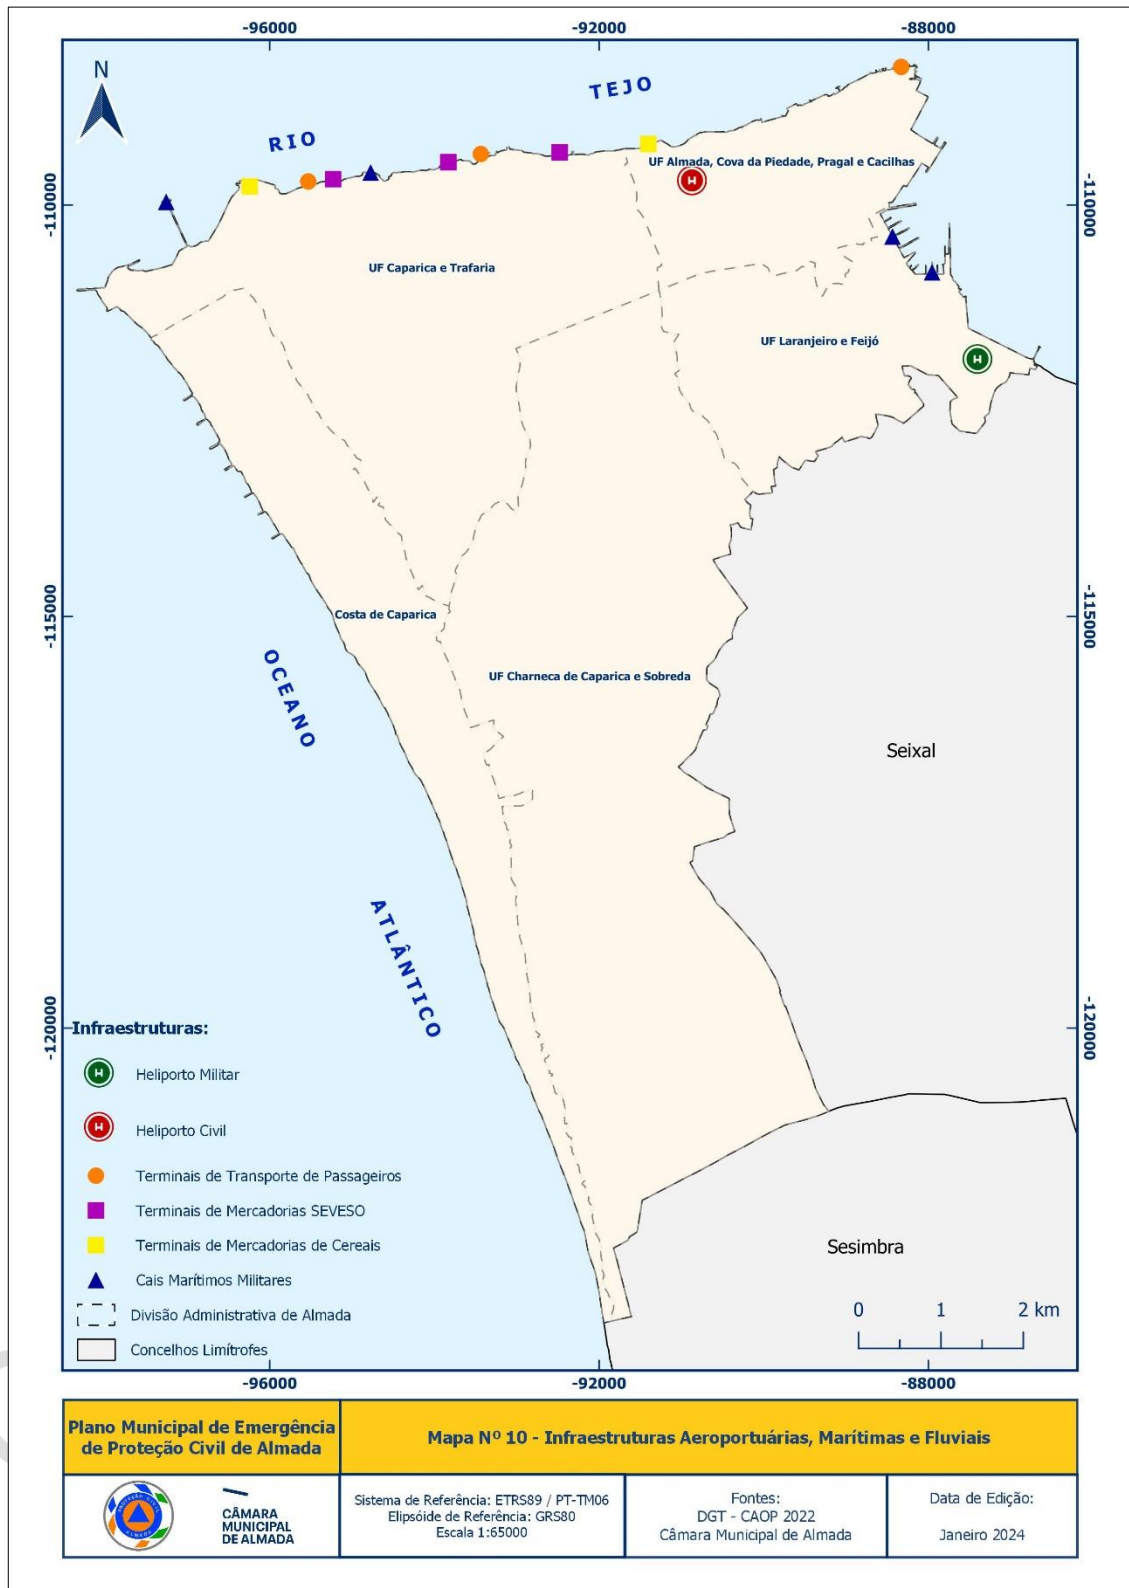 -96000
-92000
-88000
N
RIO
TEJO
UF Almada, Cova da Piedade, Pragal e Cacilhas
H
-110000
-110000
UF Caparica e Trafaria
UF Laranjeiro e Feijó
H
-115000
-115000
Costa de Caparica
OCEANO
UF Charneca de Caparica e Sobreda
Seixal
ATLÂNTICO
-120000
-120000
Infraestruturas:
H
Heliporto Militar
H
Heliporto Civil
Terminais de Transporte de Passageiros
Terminais de Mercadorias SEVESO
Terminais de Mercadorias de Cereais
Cais Marítimos Militares
Divisão Administrativa de Almada
Concelhos Limítrofes
Sesimbra
0 1 2 km
-96000
-92000
-88000
Plano Municipal de Emergência
de Proteção Civil de Almada
Mapa Nº 10 - Infraestruturas Aeroportuárias, Marítimas e Fluviais
PROTEÇÃO CIVIL
ALMADA
CÂMARA
MUNICIPAL
DE ALMADA
Sistema de Referência: ETRS89 / PT-TM06
Elipsóide de Referência: GRS80
Escala 1:65000
Fontes:
DGT - CAOP 2022
Câmara Municipal de Almada
Data de Edição:
Janeiro 2024